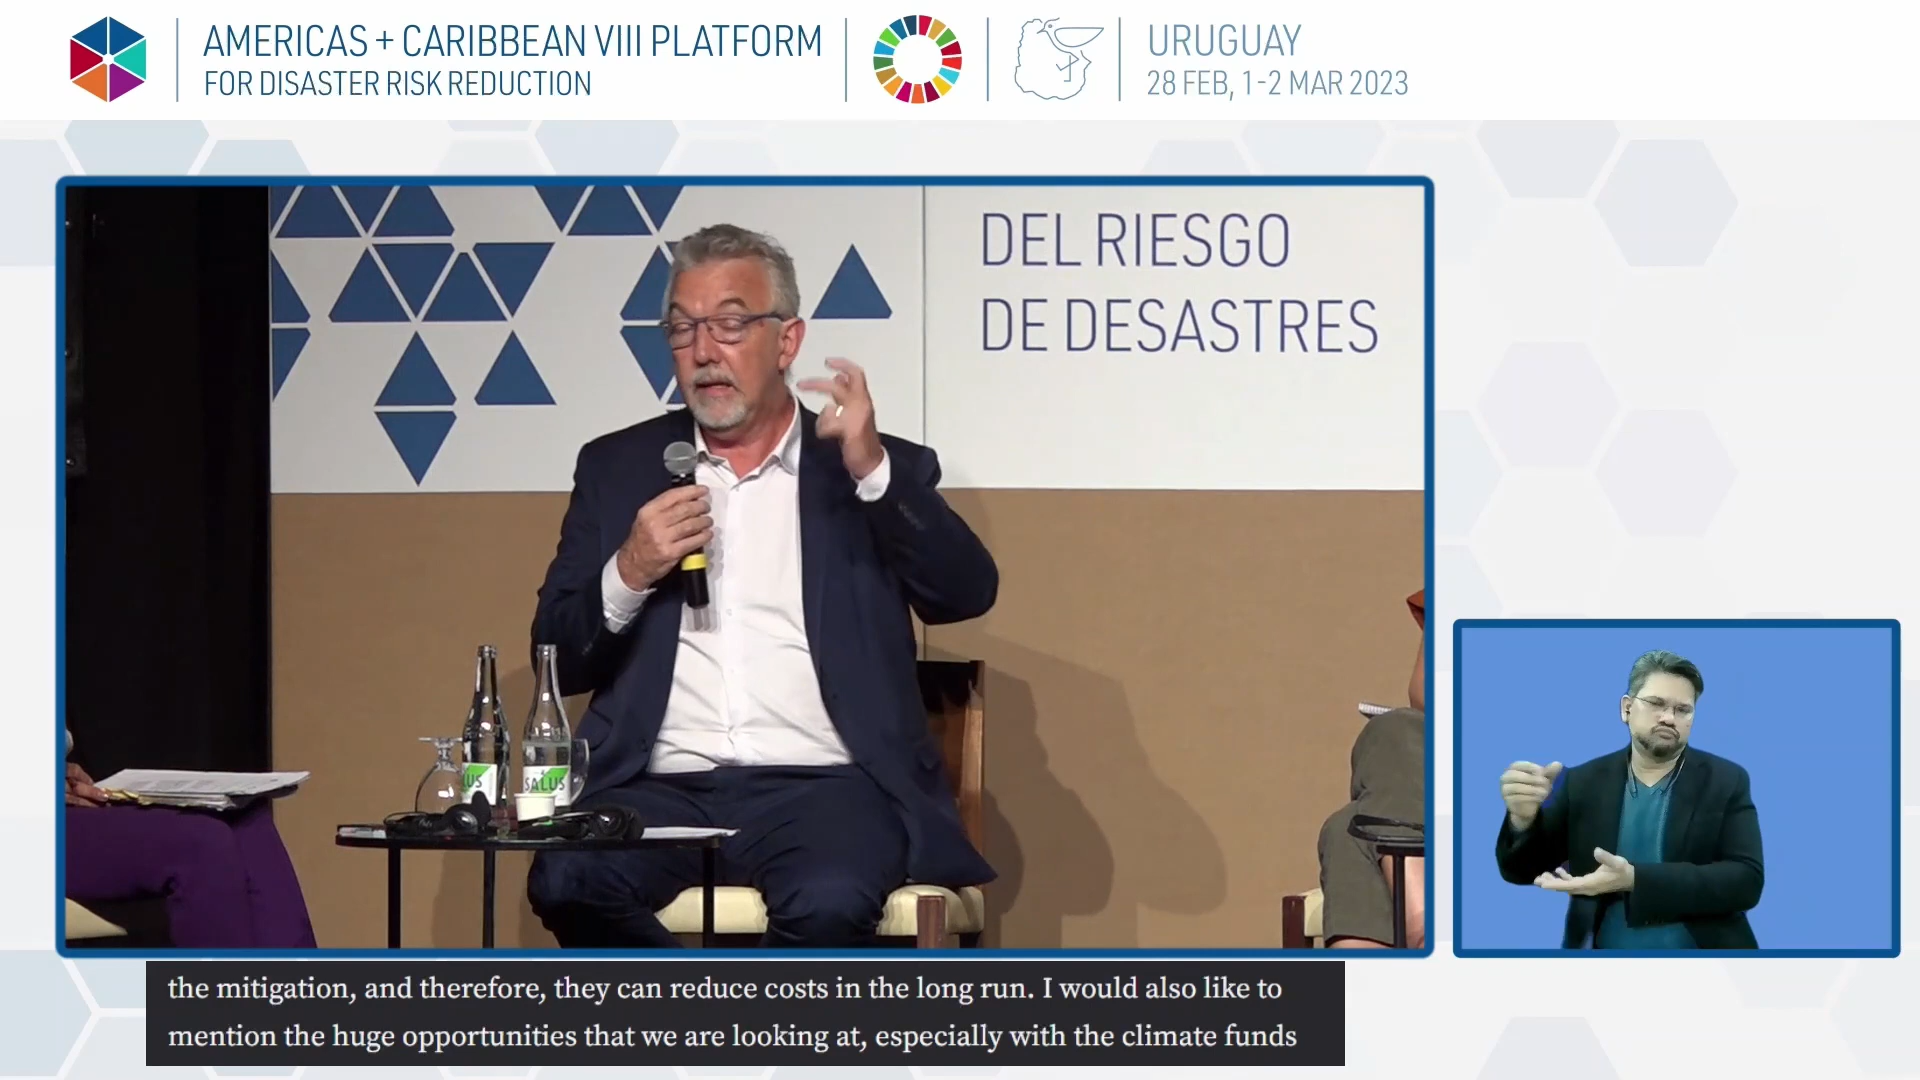 AMERICAS + CARIBBEAN VIII PLATFORM
FOR DISASTER RISK REDUCTION
URUGUAY
28 FEB, 1-2 MAR 2023
DEL RIESGO
DE DESASTRES
LUS
SALUS
the mitigation, and therefore, they can reduce costs in the long run. I would also like to
mention the huge opportunities that we are looking at, especially with the climate funds